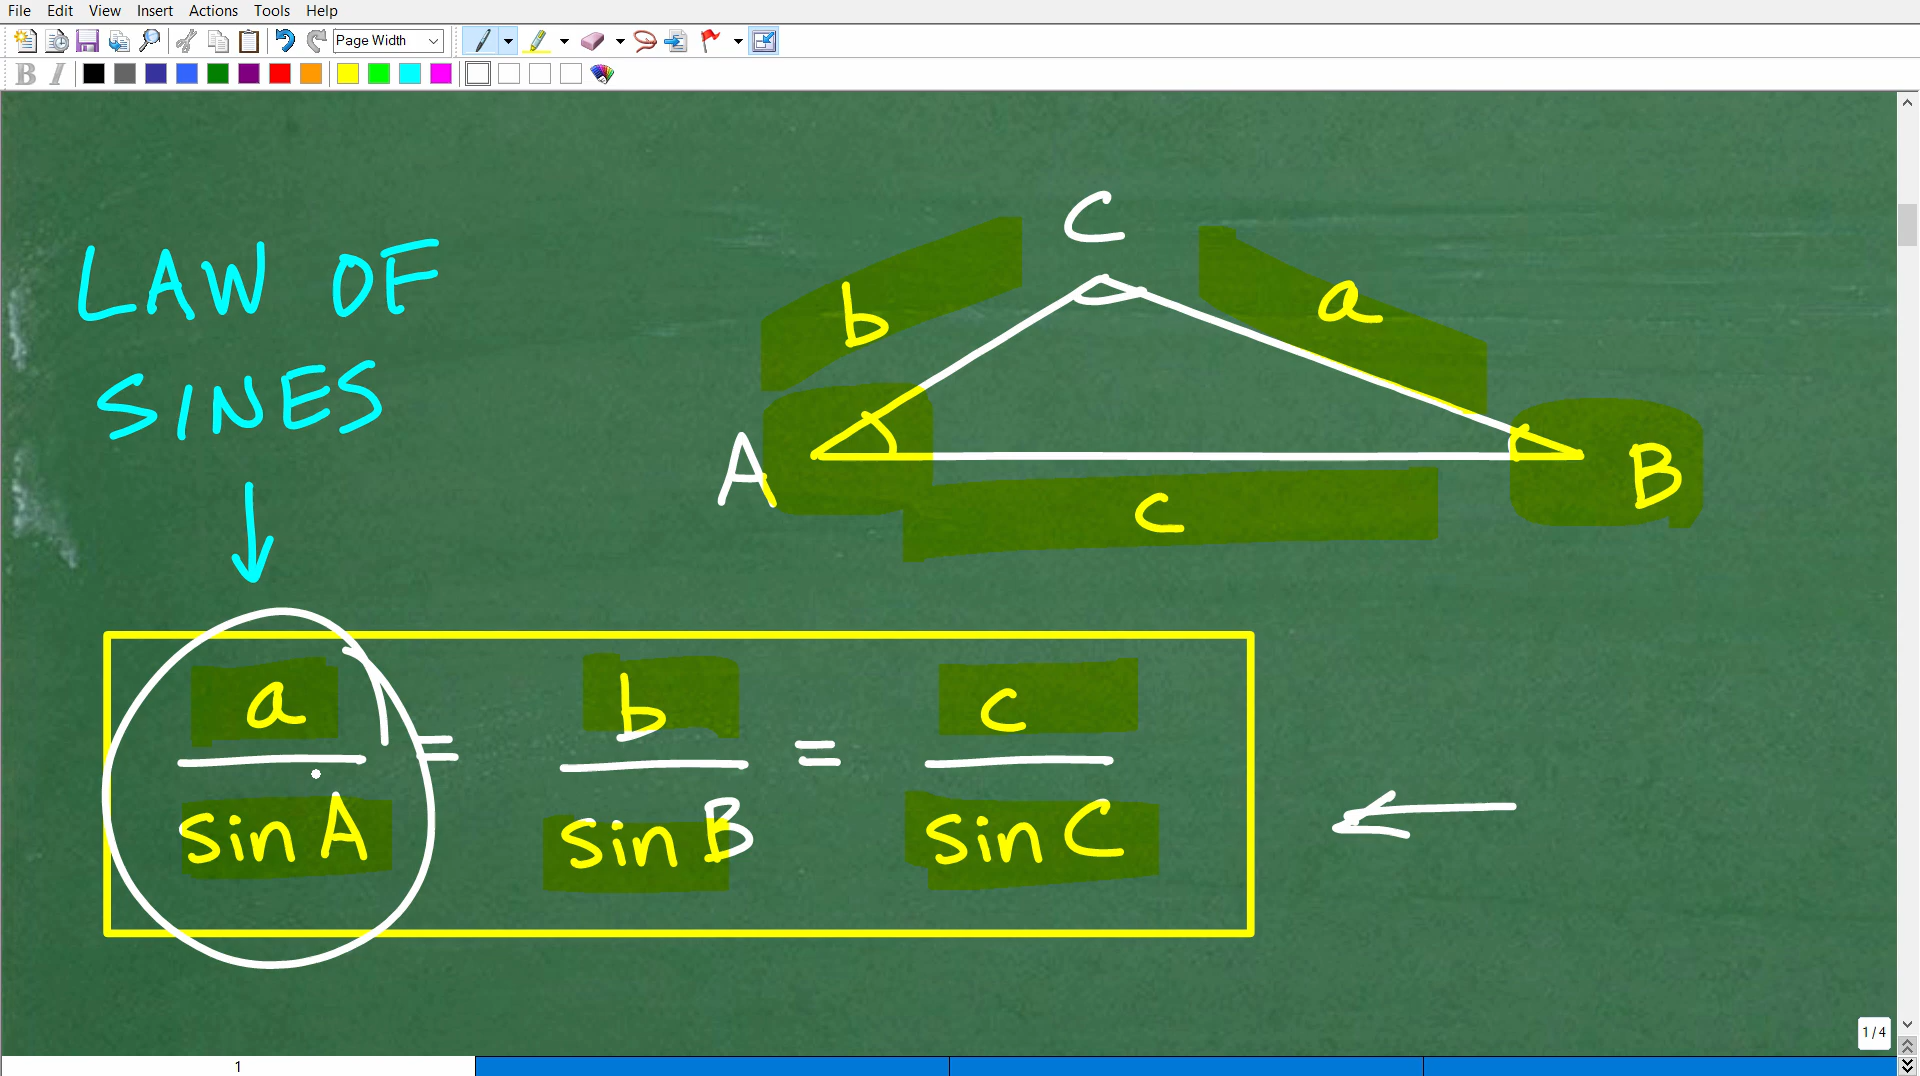 File Edit View Insert Actions Tools Help
Page Width
B I
C
b
a
LAW OF
SINES
A
B
c
a / sin A = b / sin B = c / sin C
1 / 4
1